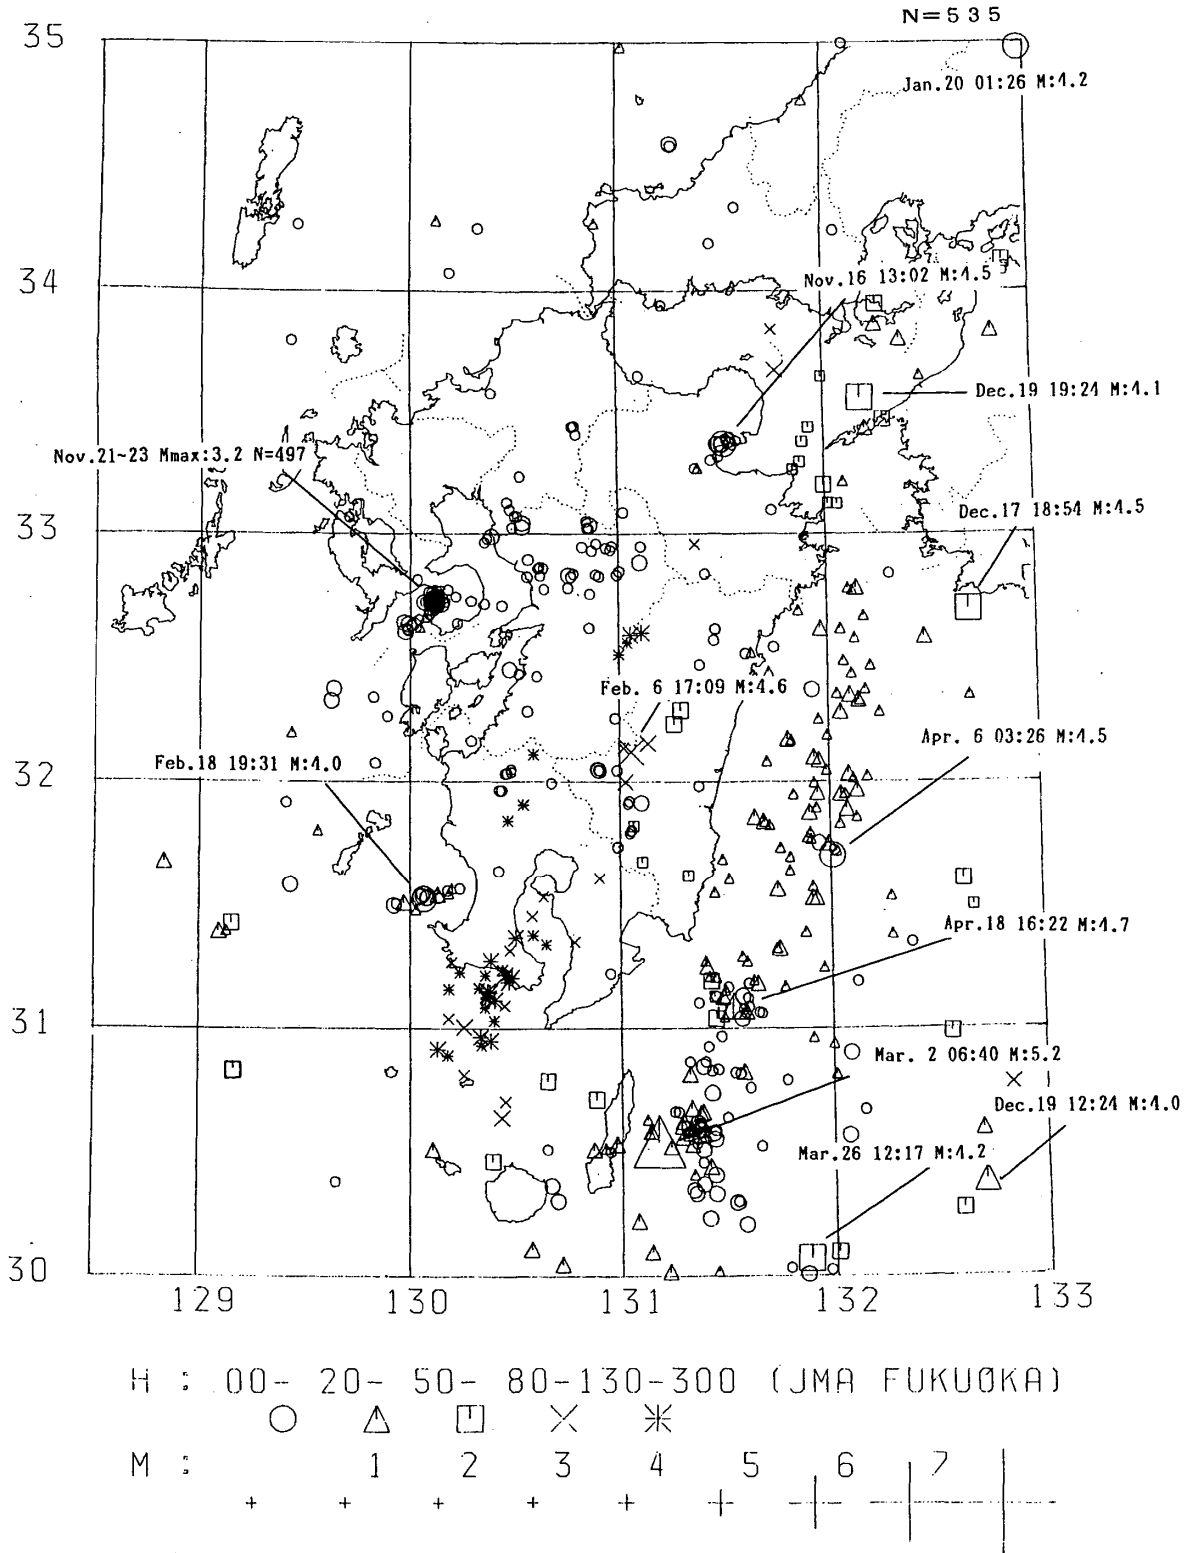 N=535
35
Jan.20 01:26 M:4.2
34
Nov.16 13:02 M:4.5
Dec.19 19:24 M:4.1
Nov.21~23 Mmax:3.2 N=497
33
Dec.17 18:54 M:4.5
Feb. 6 17:09 M:4.6
Apr. 6 03:26 M:4.5
32
Feb.18 19:31 M:4.0
Apr.18 16:22 M:4.7
31
Mar. 2 06:40 M:5.2
Dec.19 12:24 M:4.0
Mar.26 12:17 M:4.2
30
129 130 131 132 133
H : 00- 20- 50- 80-130-300 (JMA FUKUOKA)
M : 1 2 3 4 5 6 7